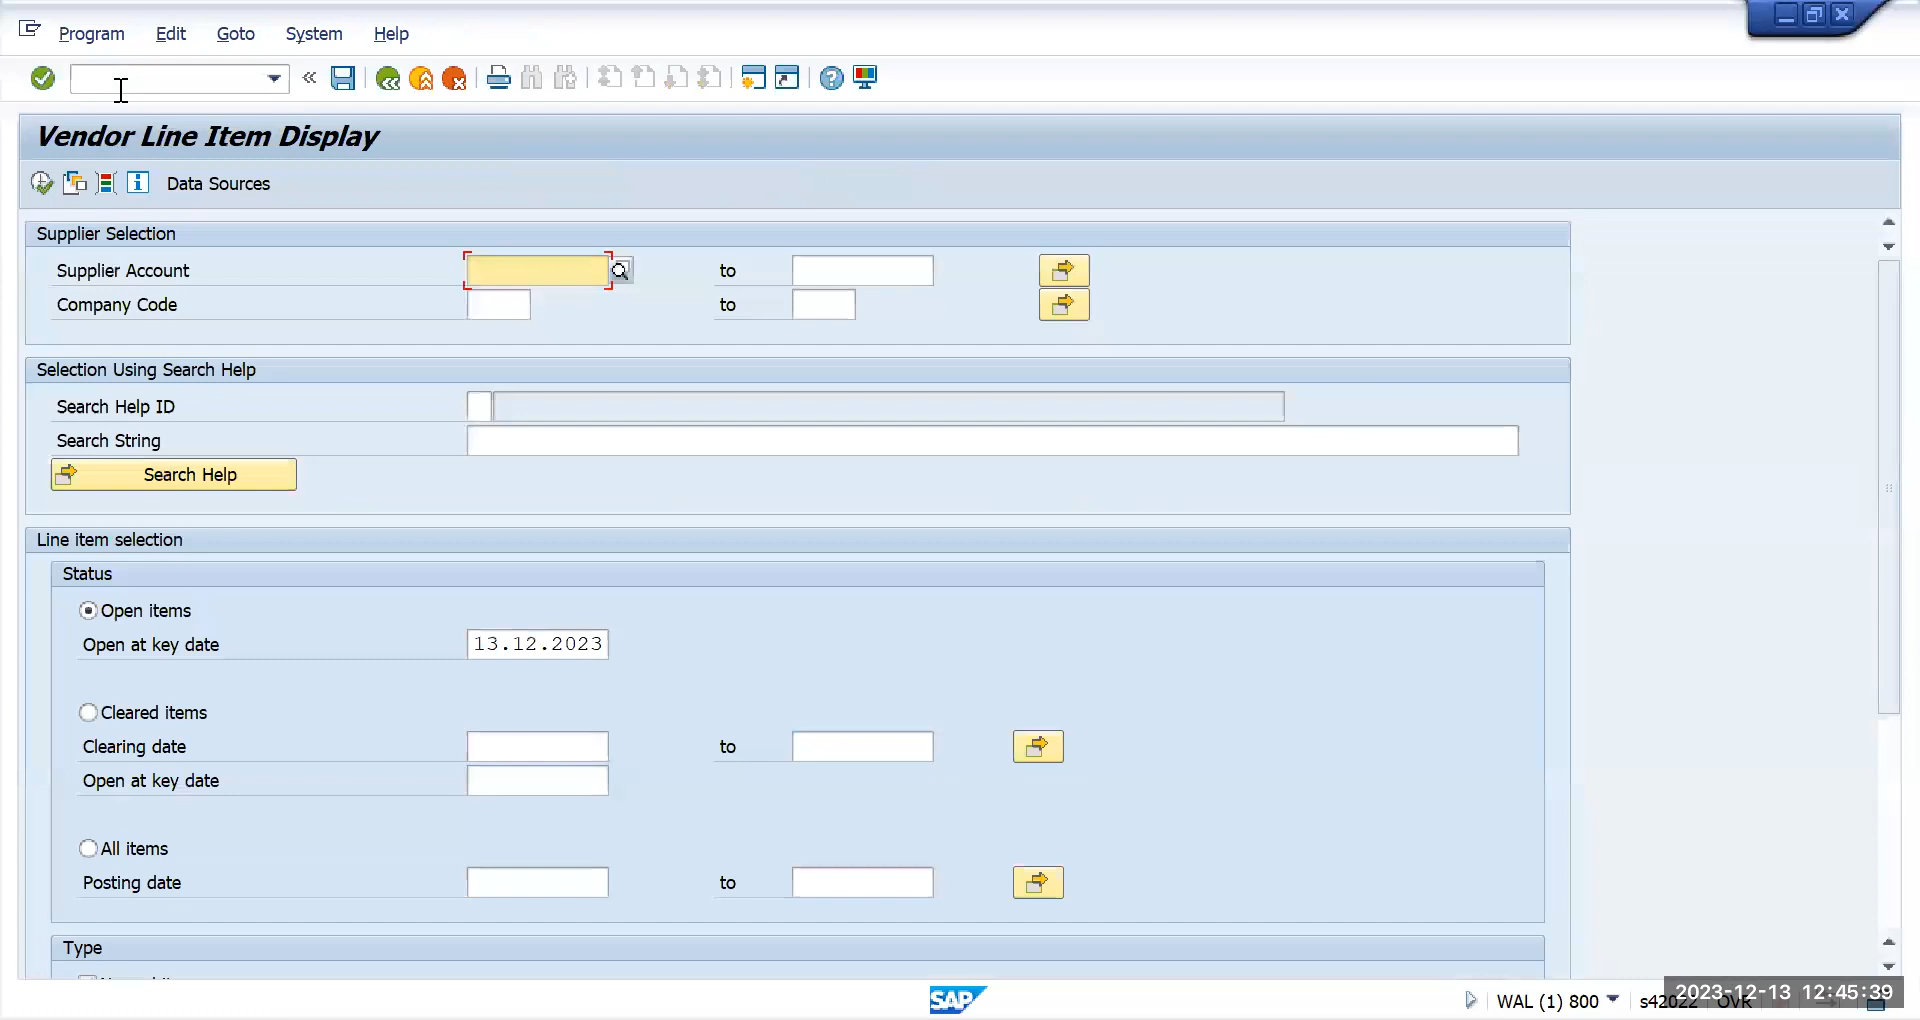 Program Edit Goto System Help
Vendor Line Item Display
Data Sources
Supplier Selection
Supplier Account to
Company Code to
Selection Using Search Help
Search Help ID
Search String
Search Help
Line item selection
Status
Open items
Open at key date 13.12.2023
Cleared items
Clearing date to
Open at key date
All items
Posting date to
Type
SAP WAL (1) 800 s42022 OVR
2023-12-13 12:45:39